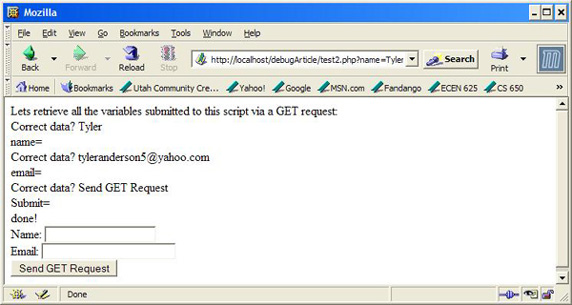 Mozilla
File Edit View Go Bookmarks Tools Window Help
Back Forward Reload Stop http://localhost/debugArticle/test2.php?name=Tyler Search Print
Home Bookmarks Utah Community Cre... Yahoo! Google MSN.com Fandango ECEN 625 CS 650
Lets retrieve all the variables submitted to this script via a GET request:
Correct data? Tyler
name=
Correct data? tyleranderson5@yahoo.com
email=
Correct data? Send GET Request
Submit=
done!
Name:
Email:
Send GET Request
Done